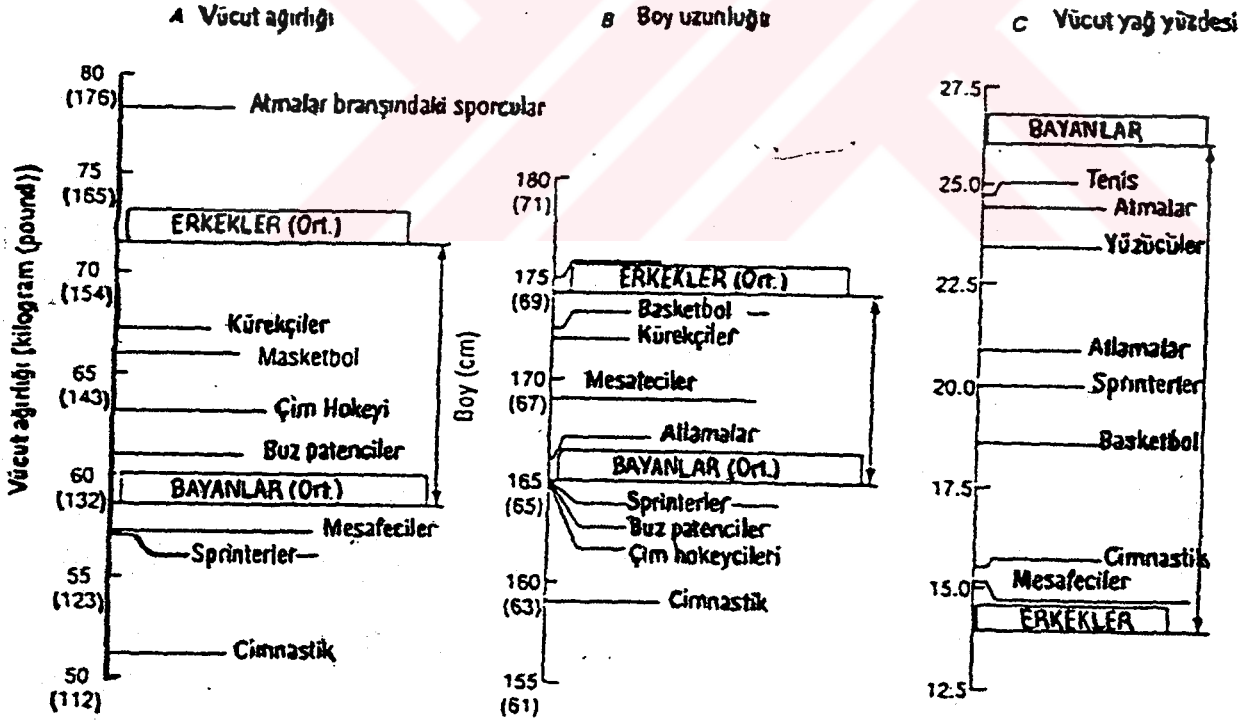 A Vücut ağırlığı
Vücut ağırlığı (kilogram (pound))
80
(176)
Atmalar branşındaki sporcular
75
(165)
ERKEKLER (Ort.)
70
(154)
Kürekçiler
Masketbol
65
(143)
Çim Hokeyi
Buz patenciler
60
(132)
BAYANLAR (Ort.)
Mesafeciler
Sprinterler
55
(123)
Cimnastik
50
(112)
B Boy uzunluğu
Boy (cm)
180
(71)
175
(69)
ERKEKLER (Ort.)
Basketbol
Kürekçiler
170
(67)
Mesafeciler
Atlamalar
BAYANLAR (Ort.)
165
(65)
Sprinterler
Buz patenciler
Çim hokeycileri
160
(63)
Cimnastik
155
(61)
C Vücut yağ yüzdesi
27.5
BAYANLAR
25.0
Tenis
Atmalar
Yüzücüler
22.5
Atlamalar
20.0
Sprinterler
Basketbol
17.5
Cimnastik
15.0
Mesafeciler
ERKEKLER
12.5